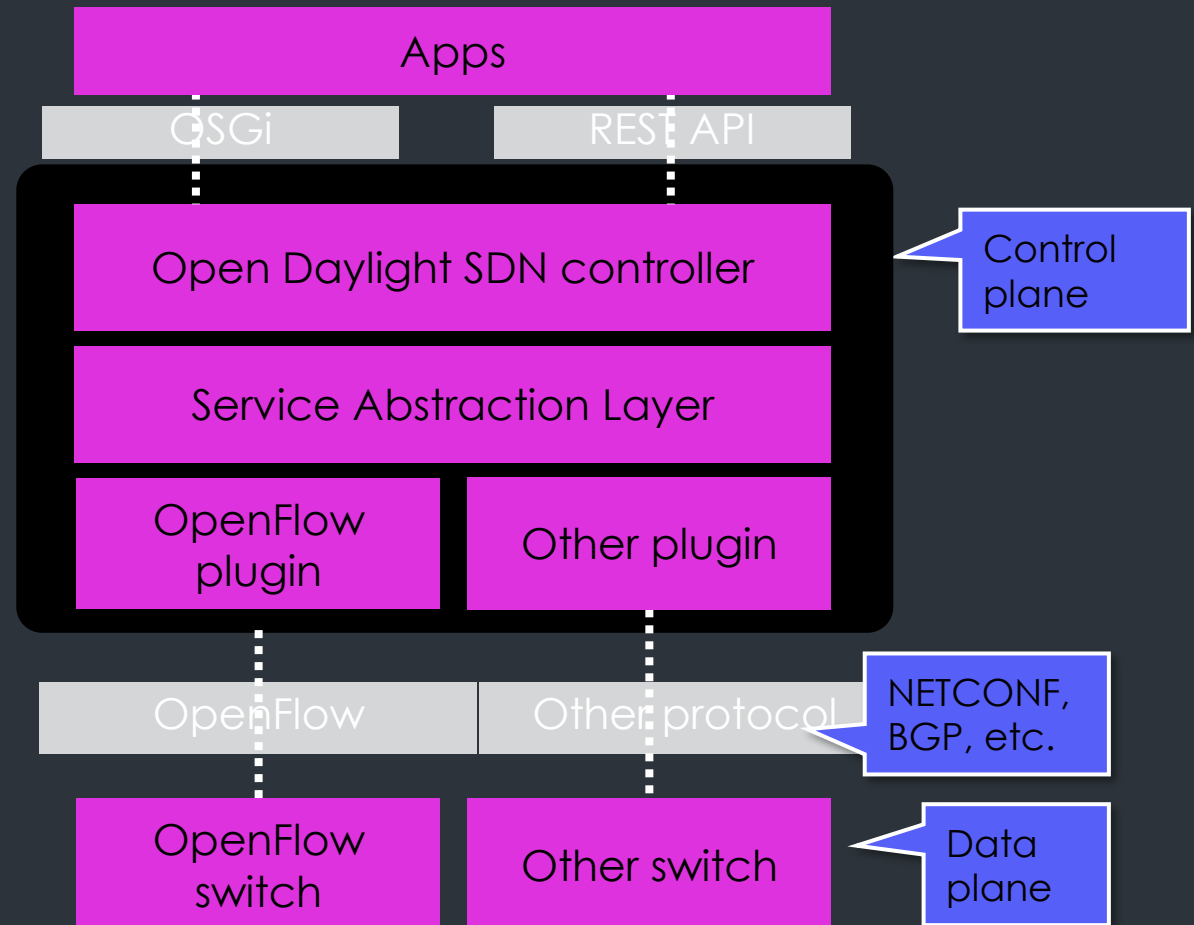 Apps
OSGi
REST API
Open Daylight SDN controller
Control
plane
Service Abstraction Layer
OpenFlow
plugin
Other plugin
OpenFlow
Other protocol
NETCONF,
BGP, etc.
OpenFlow
switch
Other switch
Data
plane